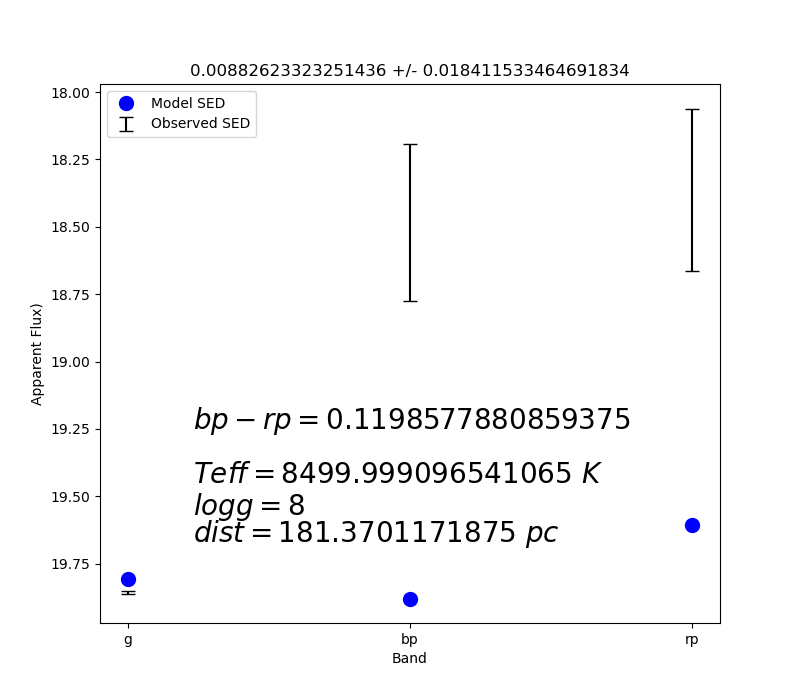 0.00882623323251436 +/- 0.018411533464691834
Model SED
Observed SED
18.00
18.25
18.50
18.75
19.00
19.25
19.50
19.75
Apparent Flux)
bp − rp = 0.1198577880859375
Teff = 8499.999096541065 K
logg = 8
dist = 181.3701171875 pc
g bp rp
Band